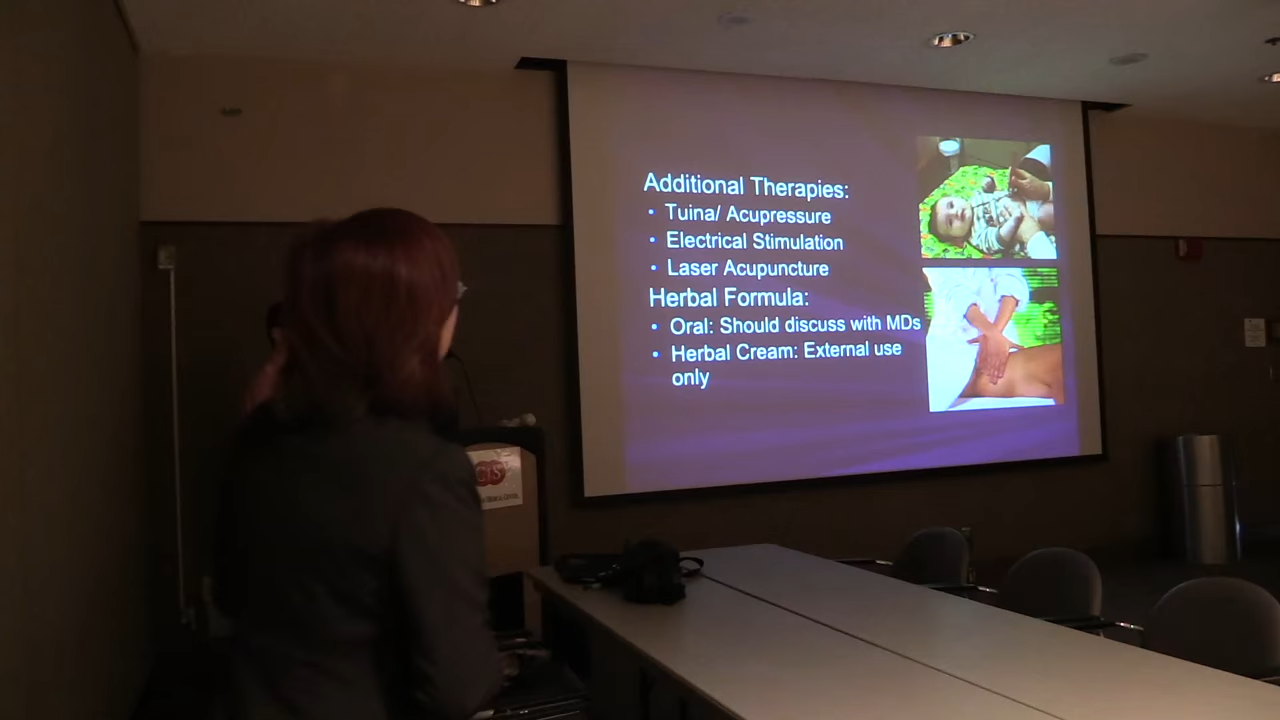 Additional Therapies:
• Tuina/ Acupressure
• Electrical Stimulation
• Laser Acupuncture
Herbal Formula:
• Oral: Should discuss with MDs
• Herbal Cream: External use
only